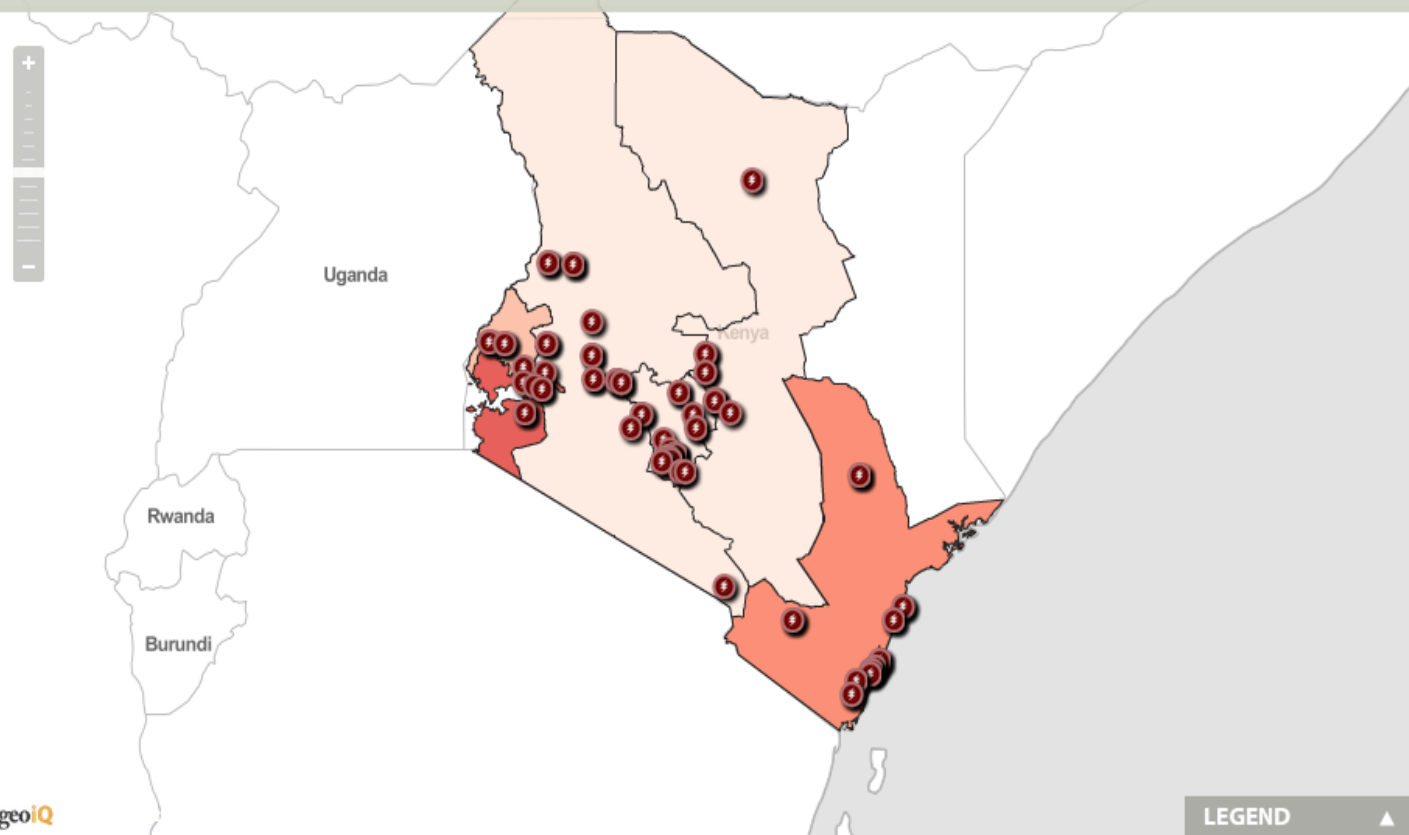 +
Uganda
Kenya
Rwanda
Burundi
−
geoiQ
LEGEND ▲